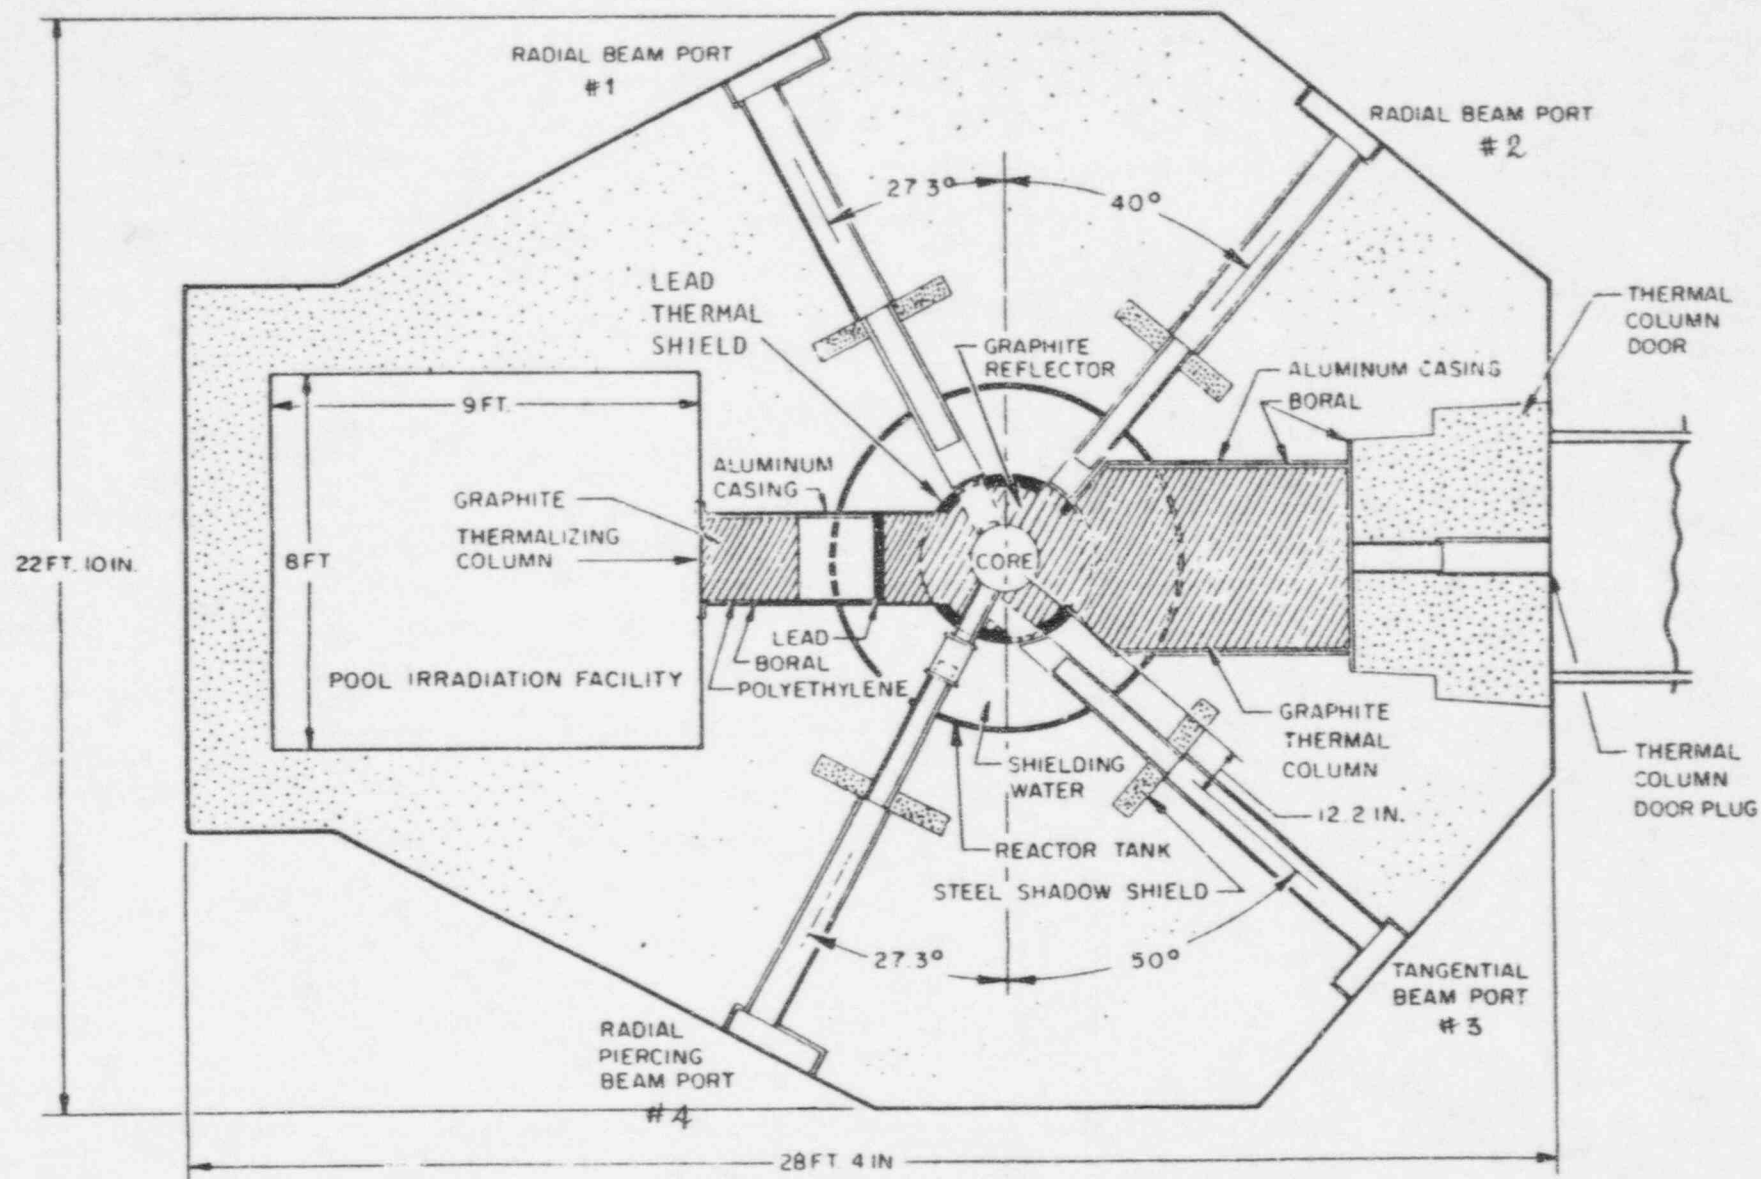 RADIAL BEAM PORT
#1
RADIAL BEAM PORT
#2
27.3°
40°
LEAD
THERMAL
SHIELD
GRAPHITE
REFLECTOR
THERMAL
COLUMN
DOOR
ALUMINUM CASING
BORAL
9 FT.
ALUMINUM
CASING
GRAPHITE
THERMALIZING
COLUMN
22 FT. 10 IN.
8 FT
CORE
LEAD
BORAL
POLYETHYLENE
POOL IRRADIATION FACILITY
GRAPHITE
THERMAL
COLUMN
SHIELDING
WATER
THERMAL
COLUMN
DOOR PLUG
12.2 IN.
REACTOR TANK
STEEL SHADOW SHIELD
27.3°
50°
TANGENTIAL
BEAM PORT
#3
RADIAL
PIERCING
BEAM PORT
#4
28 FT 4 IN